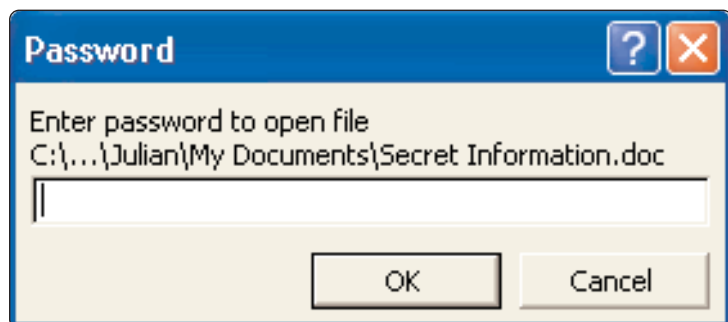 Password
Enter password to open file
C:\...\Julian\My Documents\Secret Information.doc
OK Cancel